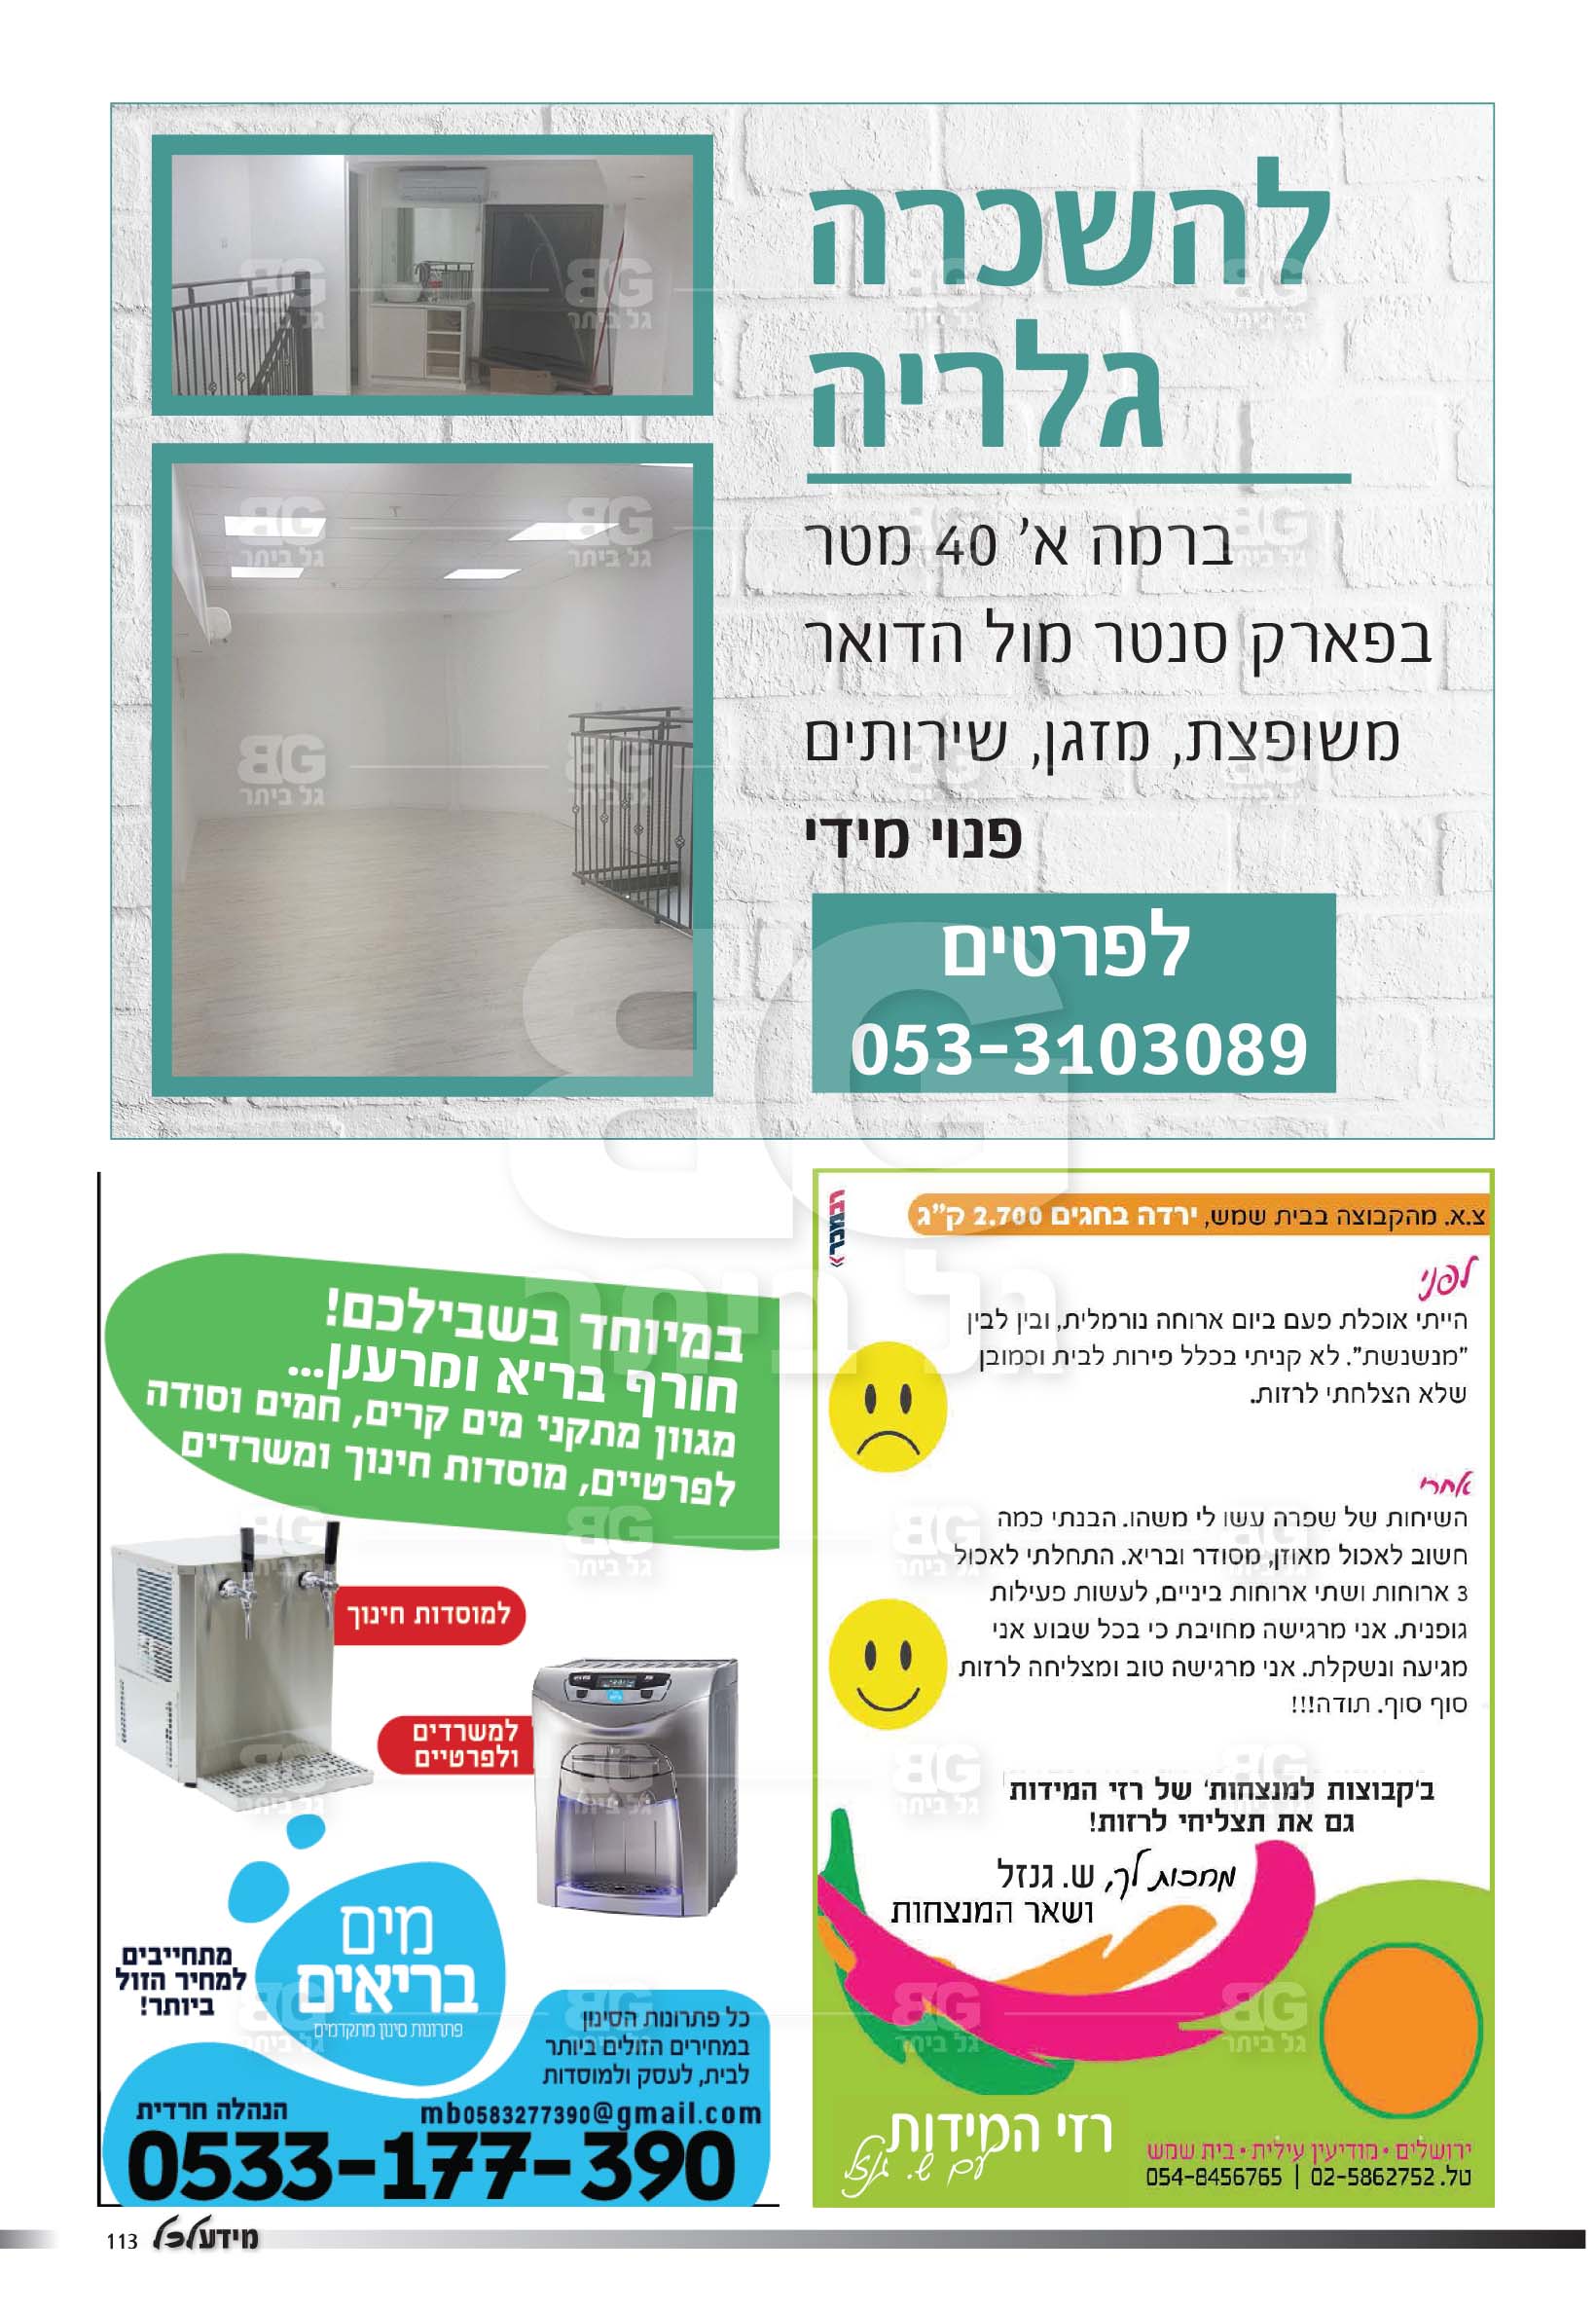 להשכרה
גלריה
ברמה א' 40 מטר
בפארק סנטר מול הדואר
משופצת, מזגן, שירותים
פנוי מידי
לפרטים
053-3103089
צ.א. מהקבוצה בבית שמש, ירדה בחגים 2.700 ק"ג
לפני
הייתי אוכלת פעם ביום ארוחה נורמלית, ובין לבין
"מנשנשת". לא קניתי בכלל פירות לבית וכמובן
שלא הצלחתי לרזות.
אחרי
השיחות של שפרה עשו לי משהו. הבנתי כמה
חשוב לאכול מאוזן, מסודר ובריא. התחלתי לאכול
3 ארוחות ושתי ארוחות ביניים, לעשות פעילות
גופנית. אני מרגישה מחויבת כי בכל שבוע אני
מגיעה ונשקלת. אני מרגישה טוב ומצליחה לרזות
סוף סוף. תודה!!!
ב'קבוצות למנצחות' של רזי המידות
גם את תצליחי לרזות!
מחכות לך, ש. גנזל
ושאר המנצחות
רזי המידות
עם ש. גנזל
ירושלים • מודיעין עילית • בית שמש
טל. 02-5862752 | 054-8456765
במיוחד בשבילכם!
חורף בריא ומרענן...
מגוון מתקני מים קרים, חמים וסודה
לפרטיים, מוסדות חינוך ומשרדים
למוסדות חינוך
למשרדים
ולפרטיים
מים
בריאים
פתרונות סינון מתקדמים
מתחייבים
למחיר הזול
ביותר!
כל פתרונות הסינון
במחירים הזולים ביותר
לבית, לעסק ולמוסדות
הנהלה חרדית
mb0583277390@gmail.com
0533-177-390
מידע לכל
113
BG
גל ביתר